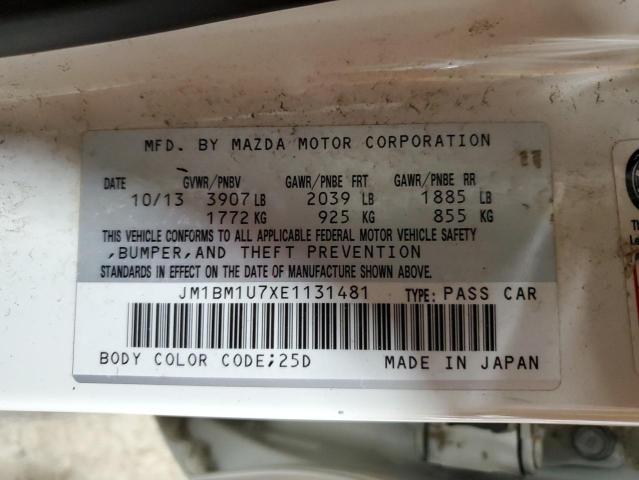 MFD. BY MAZDA MOTOR CORPORATION
DATE GVWR/PNBV GAWR/PNBE FRT GAWR/PNBE RR
10/13 3907 LB 2039 LB 1885 LB
1772 KG 925 KG 855 KG
THIS VEHICLE CONFORMS TO ALL APPLICABLE FEDERAL MOTOR VEHICLE SAFETY
,BUMPER,AND THEFT PREVENTION
STANDARDS IN EFFECT ON THE DATE OF MANUFACTURE SHOWN ABOVE.
JM1BM1U7XE1131481 TYPE: PASS CAR
BODY COLOR CODE;25D MADE IN JAPAN